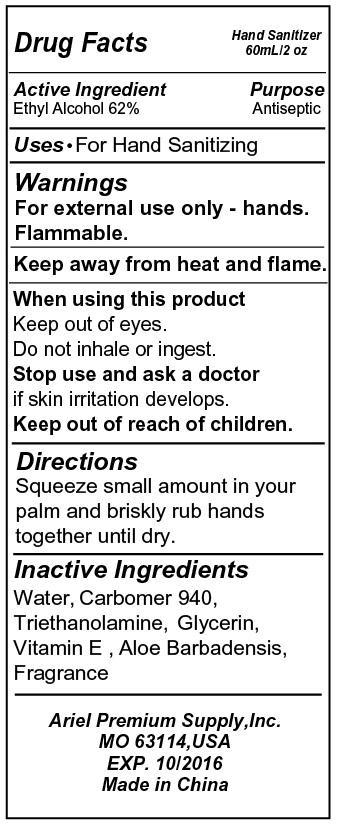 Drug Facts
Hand Sanitizer
60mL/2 oz
Active Ingredient Purpose
Ethyl Alcohol 62% Antiseptic
Uses • For Hand Sanitizing
Warnings
For external use only - hands.
Flammable.
Keep away from heat and flame.
When using this product
Keep out of eyes.
Do not inhale or ingest.
Stop use and ask a doctor
if skin irritation develops.
Keep out of reach of children.
Directions
Squeeze small amount in your
palm and briskly rub hands
together until dry.
Inactive Ingredients
Water, Carbomer 940,
Triethanolamine, Glycerin,
Vitamin E , Aloe Barbadensis,
Fragrance
Ariel Premium Supply,Inc.
MO 63114,USA
EXP. 10/2016
Made in China